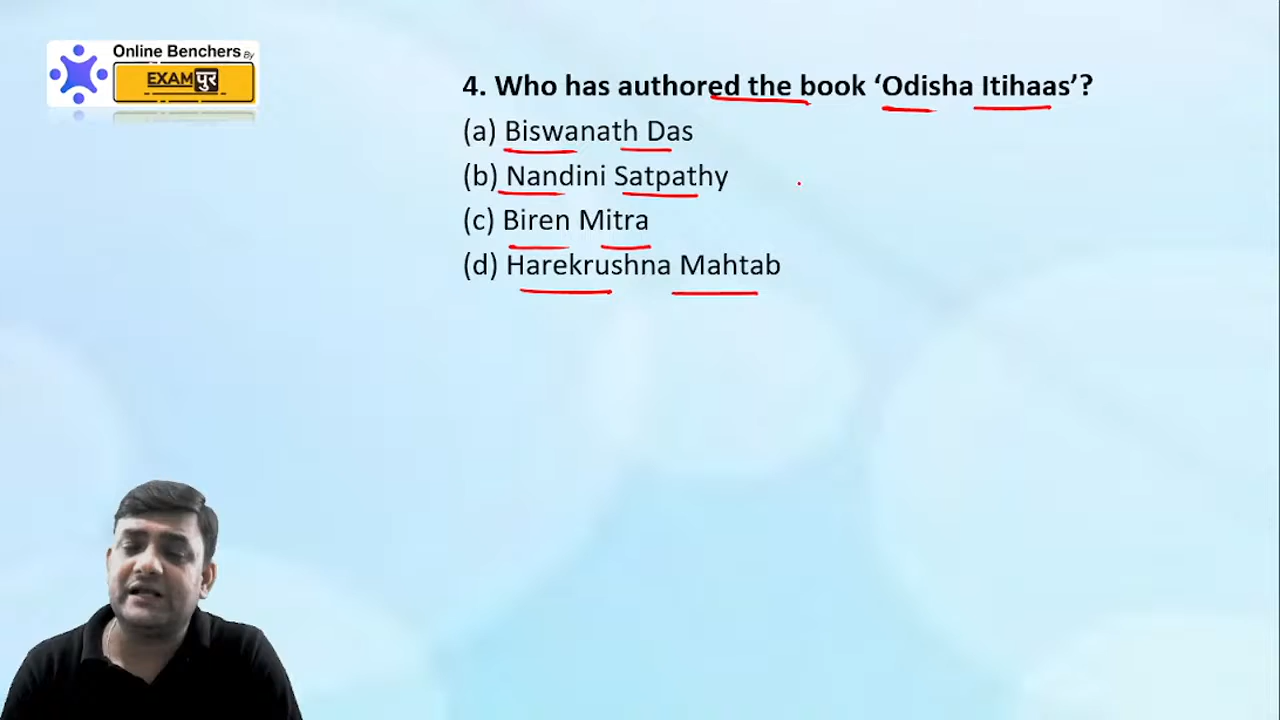 Online Benchers By
EXAMपुर
4. Who has authored the book ‘Odisha Itihaas’?
(a) Biswanath Das
(b) Nandini Satpathy
(c) Biren Mitra
(d) Harekrushna Mahtab